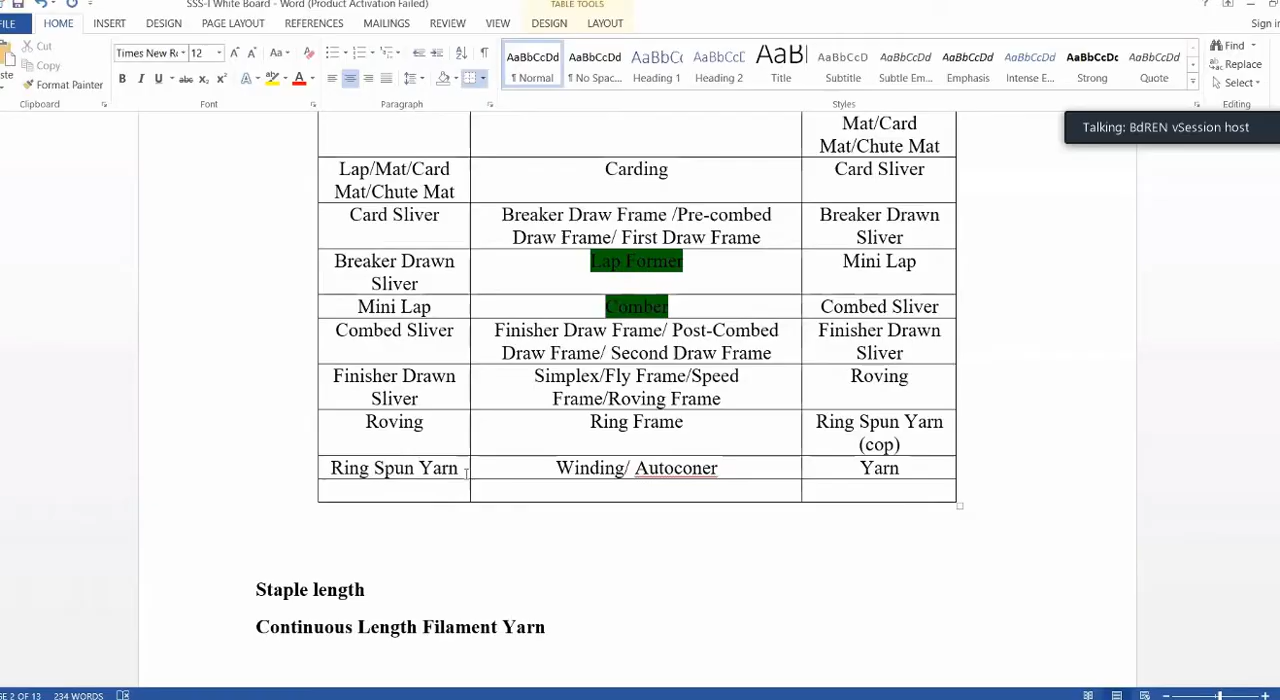 SSS-I White Board - Word (Product Activation Failed)
TABLE TOOLS
FILE HOME INSERT DESIGN PAGE LAYOUT REFERENCES MAILINGS REVIEW VIEW DESIGN LAYOUT
Sign in
Cut
Copy
Format Painter
Clipboard
Times New Ro 12
Font
Paragraph
AaBbCcDd AaBbCcDd AaBbC( AaBbCcD AaB AaBbCcD AaBbCcDd AaBbCcDd AaBbCcDd AaBbCcDc AaBbCcDd
¶ Normal ¶ No Spac... Heading 1 Heading 2 Title Subtitle Subtle Em... Emphasis Intense E... Strong Quote
Styles
Find
Replace
Select
Editing
Talking: BdREN vSession host
Mat/Card
Mat/Chute Mat
Lap/Mat/Card
Mat/Chute Mat
Carding
Card Sliver
Card Sliver
Breaker Draw Frame /Pre-combed
Draw Frame/ First Draw Frame
Breaker Drawn
Sliver
Breaker Drawn
Sliver
Lap Former
Mini Lap
Mini Lap
Comber
Combed Sliver
Combed Sliver
Finisher Draw Frame/ Post-Combed
Draw Frame/ Second Draw Frame
Finisher Drawn
Sliver
Finisher Drawn
Sliver
Simplex/Fly Frame/Speed
Frame/Roving Frame
Roving
Roving
Ring Frame
Ring Spun Yarn
(cop)
Ring Spun Yarn
Winding/ Autoconer
Yarn
Staple length
Continuous Length Filament Yarn
GE 2 OF 13 234 WORDS